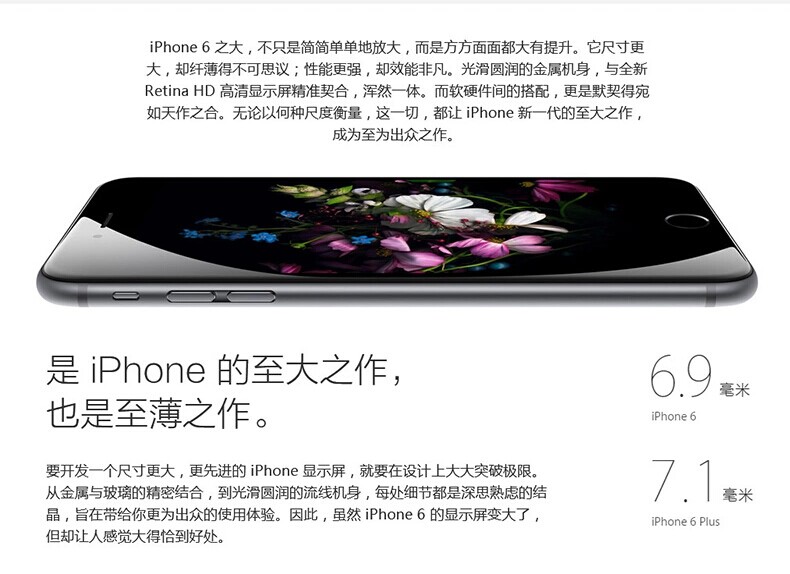 iPhone 6 之大，不只是简简单单地放大，而是方方面面都大有提升。它尺寸更
大，却纤薄得不可思议；性能更强，却效能非凡。光滑圆润的金属机身，与全新
Retina HD 高清显示屏精准契合，浑然一体。而软硬件间的搭配，更是默契得宛
如天作之合。无论以何种尺度衡量，这一切，都让 iPhone 新一代的至大之作，
成为至为出众之作。
是 iPhone 的至大之作，
也是至薄之作。
要开发一个尺寸更大，更先进的 iPhone 显示屏，就要在设计上大大突破极限。
从金属与玻璃的精密结合，到光滑圆润的流线机身，每处细节都是深思熟虑的结
晶，旨在带给你更为出众的使用体验。因此，虽然 iPhone 6 的显示屏变大了，
但却让人感觉大得恰到好处。
6.9 毫米
iPhone 6
7.1 毫米
iPhone 6 Plus